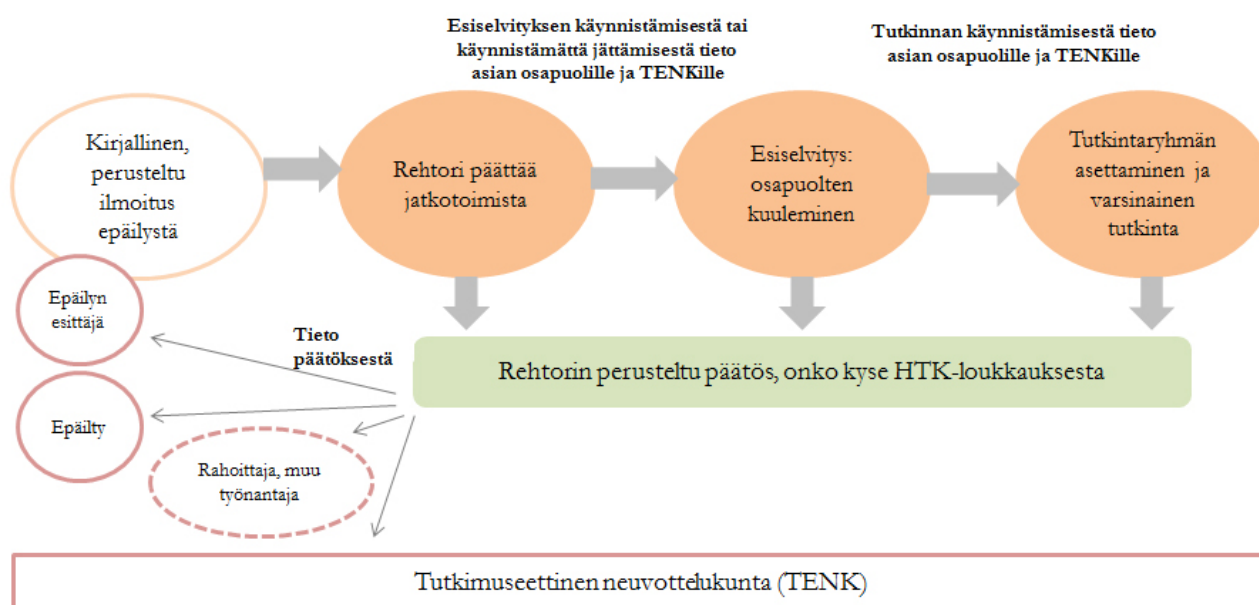 Esiselvityksen käynnistämisestä tai
käynnistämättä jättämisestä tieto
asian osapuolille ja TENKille
Tutkinnan käynnistämisestä tieto
asian osapuolille ja TENKille
Kirjallinen,
perusteltu
ilmoitus
epäilystä
Rehtori päättää
jatkotoimista
Esiselvitys:
osapuolten
kuuleminen
Tutkintaryhmän
asettaminen ja
varsinainen
tutkinta
Epäilyn
esittäjä
Tieto
päätöksestä
Rehtorin perusteltu päätös, onko kyse HTK-loukkauksesta
Epäilty
Rahoittaja, muu
työnantaja
Tutkimuseettinen neuvottelukunta (TENK)